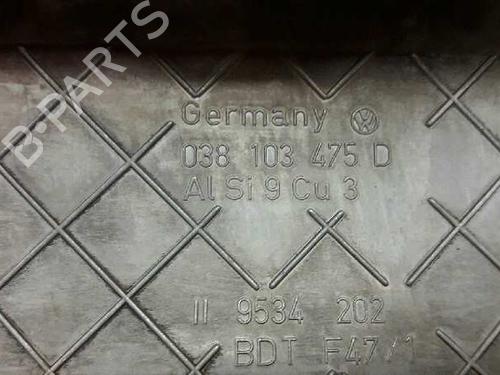 B-PARTS
Germany
038 103 475 D
Al Si 9 Cu 3
II 9534 202
BDT F47/1